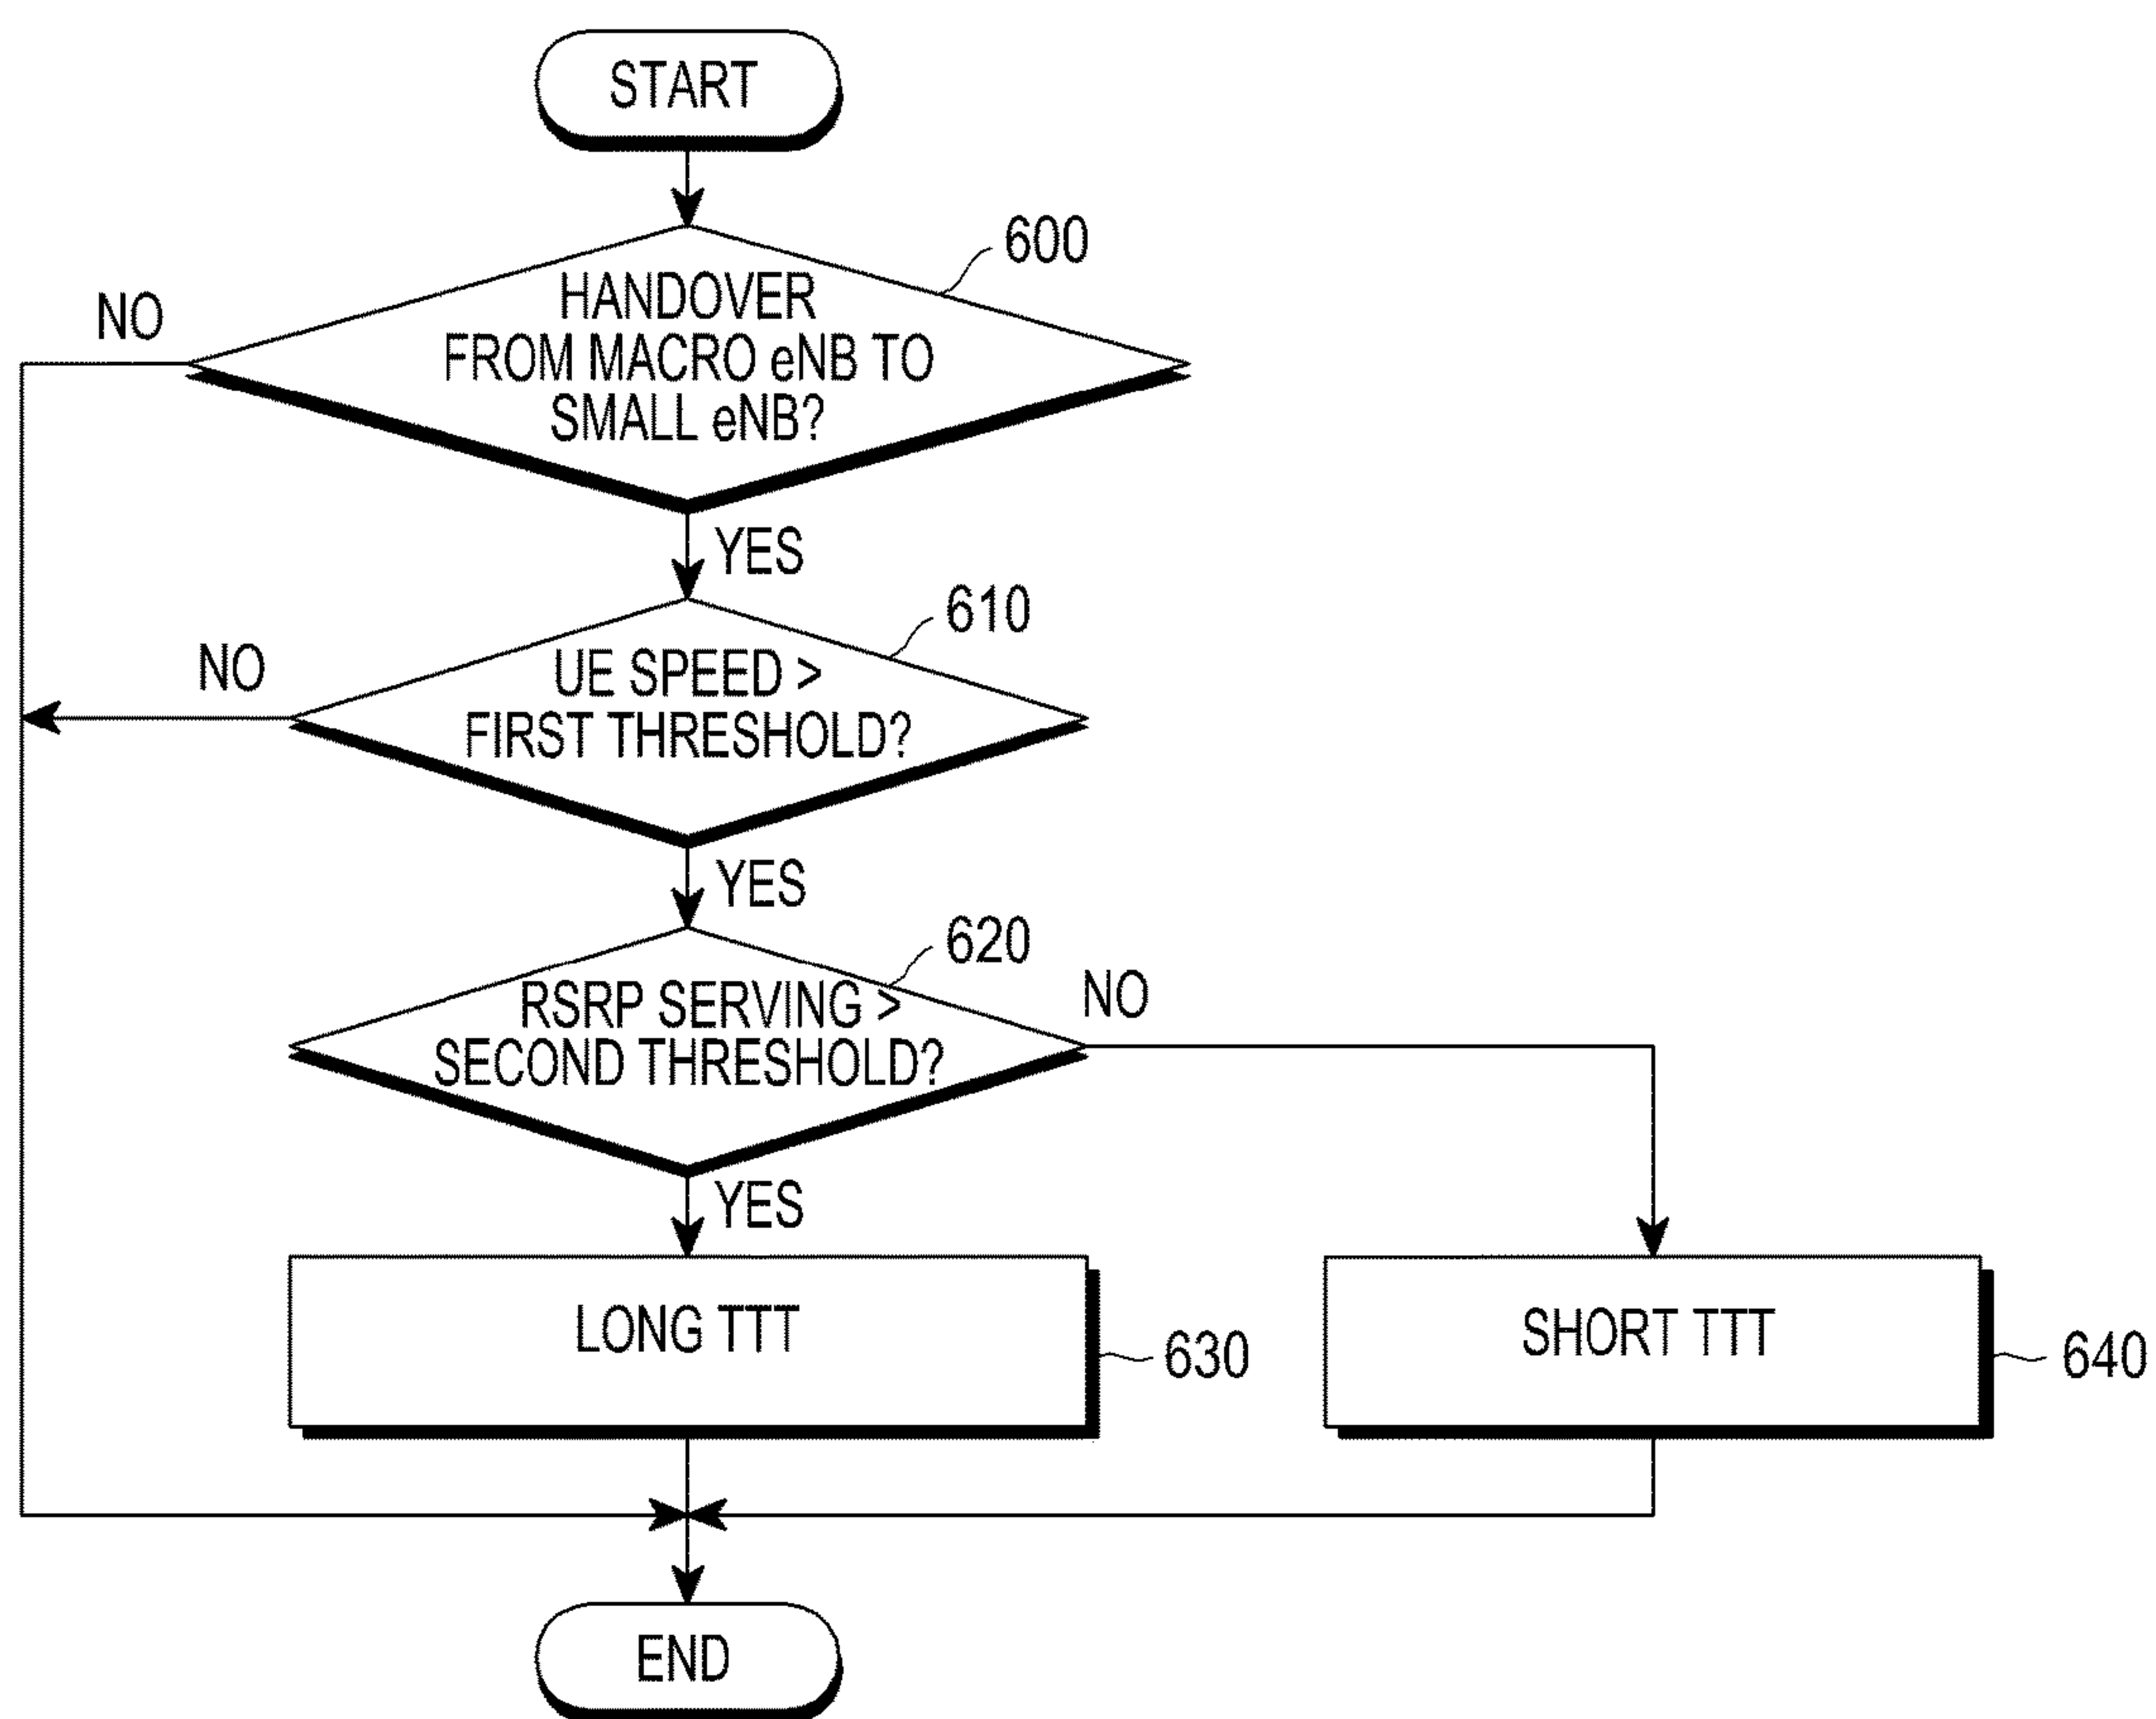 START
600
HANDOVER
FROM MACRO eNB TO
SMALL eNB?
NO
YES
610
UE SPEED >
FIRST THRESHOLD?
NO
YES
620
RSRP SERVING >
SECOND THRESHOLD?
NO
YES
LONG TTT
630
SHORT TTT
640
END